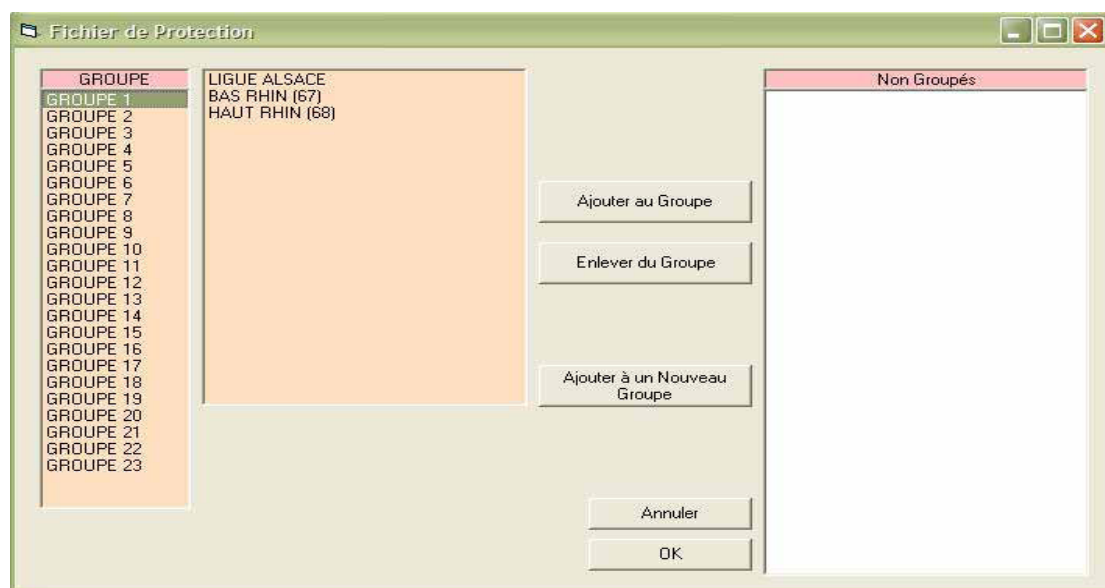 Fichier de Protection
GROUPE
GROUPE 1
GROUPE 2
GROUPE 3
GROUPE 4
GROUPE 5
GROUPE 6
GROUPE 7
GROUPE 8
GROUPE 9
GROUPE 10
GROUPE 11
GROUPE 12
GROUPE 13
GROUPE 14
GROUPE 15
GROUPE 16
GROUPE 17
GROUPE 18
GROUPE 19
GROUPE 20
GROUPE 21
GROUPE 22
GROUPE 23
LIGUE ALSACE
BAS RHIN (67)
HAUT RHIN (68)
Ajouter au Groupe
Enlever du Groupe
Ajouter à un Nouveau
Groupe
Annuler
OK
Non Groupés